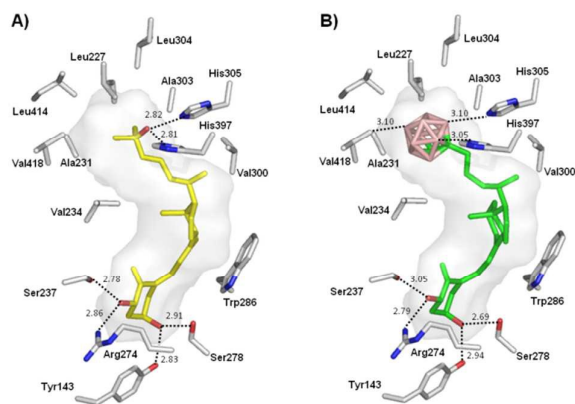 A)
Leu304
Leu227
Ala303
His305
Leu414
2.82
2.81
His397
Val418
Ala231
Val300
Val234
Ser237
2.78
Trp286
2.86
2.91
Arg274
2.83
Ser278
Tyr143
B)
Leu304
Leu227
Ala303
His305
Leu414
3.10
3.10
His397
3.05
Val418
Ala231
Val300
Val234
Ser237
3.05
Trp286
2.79
2.69
Arg274
2.94
Ser278
Tyr143